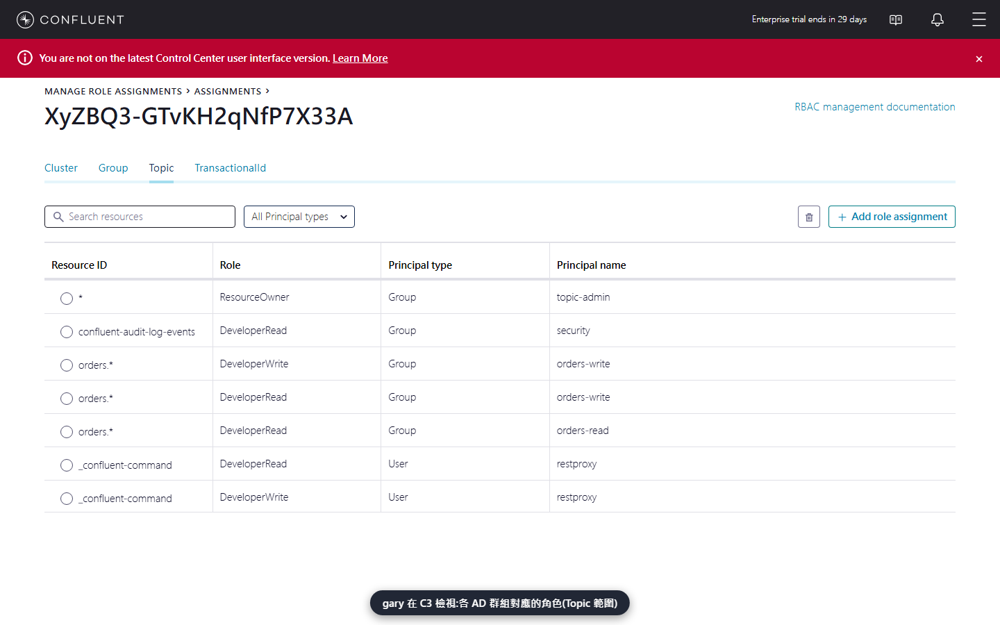 CONFLUENT
Enterprise trial ends in 29 days
You are not on the latest Control Center user interface version. Learn More
MANAGE ROLE ASSIGNMENTS > ASSIGNMENTS >
XyZBQ3-GTvKH2qNfP7X33A
RBAC management documentation
Cluster Group Topic TransactionalId
Search resources All Principal types + Add role assignment
Resource ID Role Principal type Principal name
* ResourceOwner Group topic-admin
confluent-audit-log-events DeveloperRead Group security
orders.* DeveloperWrite Group orders-write
orders.* DeveloperRead Group orders-write
orders.* DeveloperRead Group orders-read
_confluent-command DeveloperRead User restproxy
_confluent-command DeveloperWrite User restproxy
gary 在 C3 檢視:各 AD 群組對應的角色(Topic 範圍)